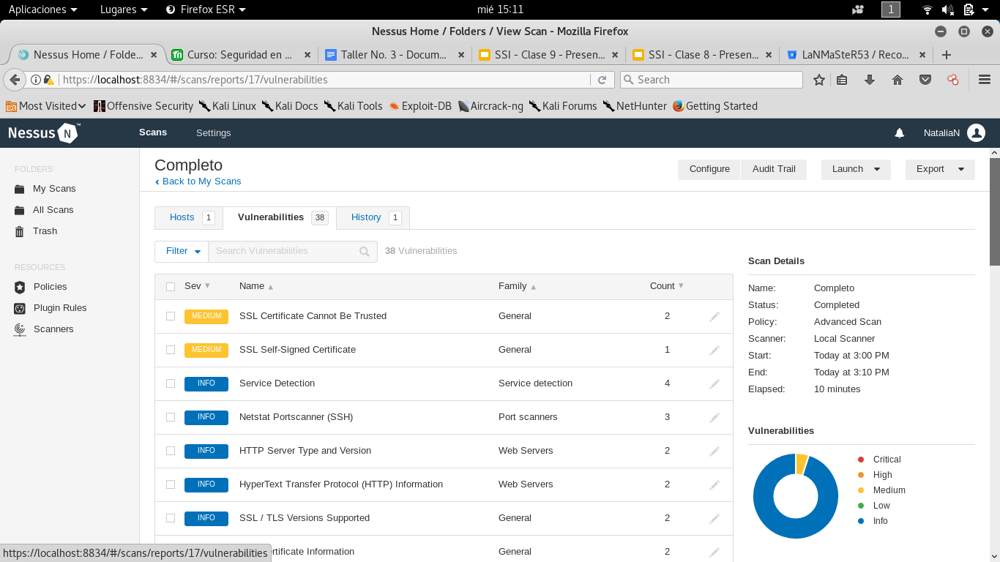 Aplicaciones Lugares Firefox ESR mié 15:11 1
Nessus Home / Folders / View Scan - Mozilla Firefox
Nessus Home / Folde... Curso: Seguridad en ... Taller No. 3 - Docum... SSI - Clase 9 - Presen... SSI - Clase 8 - Presen... LaNMaSteR53 / Reco...
https://localhost:8834/#/scans/reports/17/vulnerabilities Search
Most Visited Offensive Security Kali Linux Kali Docs Kali Tools Exploit-DB Aircrack-ng Kali Forums NetHunter Getting Started
Nessus N ™ Scans Settings NataliaN
FOLDERS
My Scans
All Scans
Trash
RESOURCES
Policies
Plugin Rules
Scanners
Completo
Back to My Scans
Configure Audit Trail Launch Export
Hosts 1 Vulnerabilities 38 History 1
Filter Search Vulnerabilities 38 Vulnerabilities
Sev Name Family Count
MEDIUM SSL Certificate Cannot Be Trusted General 2
MEDIUM SSL Self-Signed Certificate General 1
INFO Service Detection Service detection 4
INFO Netstat Portscanner (SSH) Port scanners 3
INFO HTTP Server Type and Version Web Servers 2
INFO HyperText Transfer Protocol (HTTP) Information Web Servers 2
INFO SSL / TLS Versions Supported General 2
ertificate Information General 2
Scan Details
Name: Completo
Status: Completed
Policy: Advanced Scan
Scanner: Local Scanner
Start: Today at 3:00 PM
End: Today at 3:10 PM
Elapsed: 10 minutes
Vulnerabilities
Critical
High
Medium
Low
Info
https://localhost:8834/#/scans/reports/17/vulnerabilities